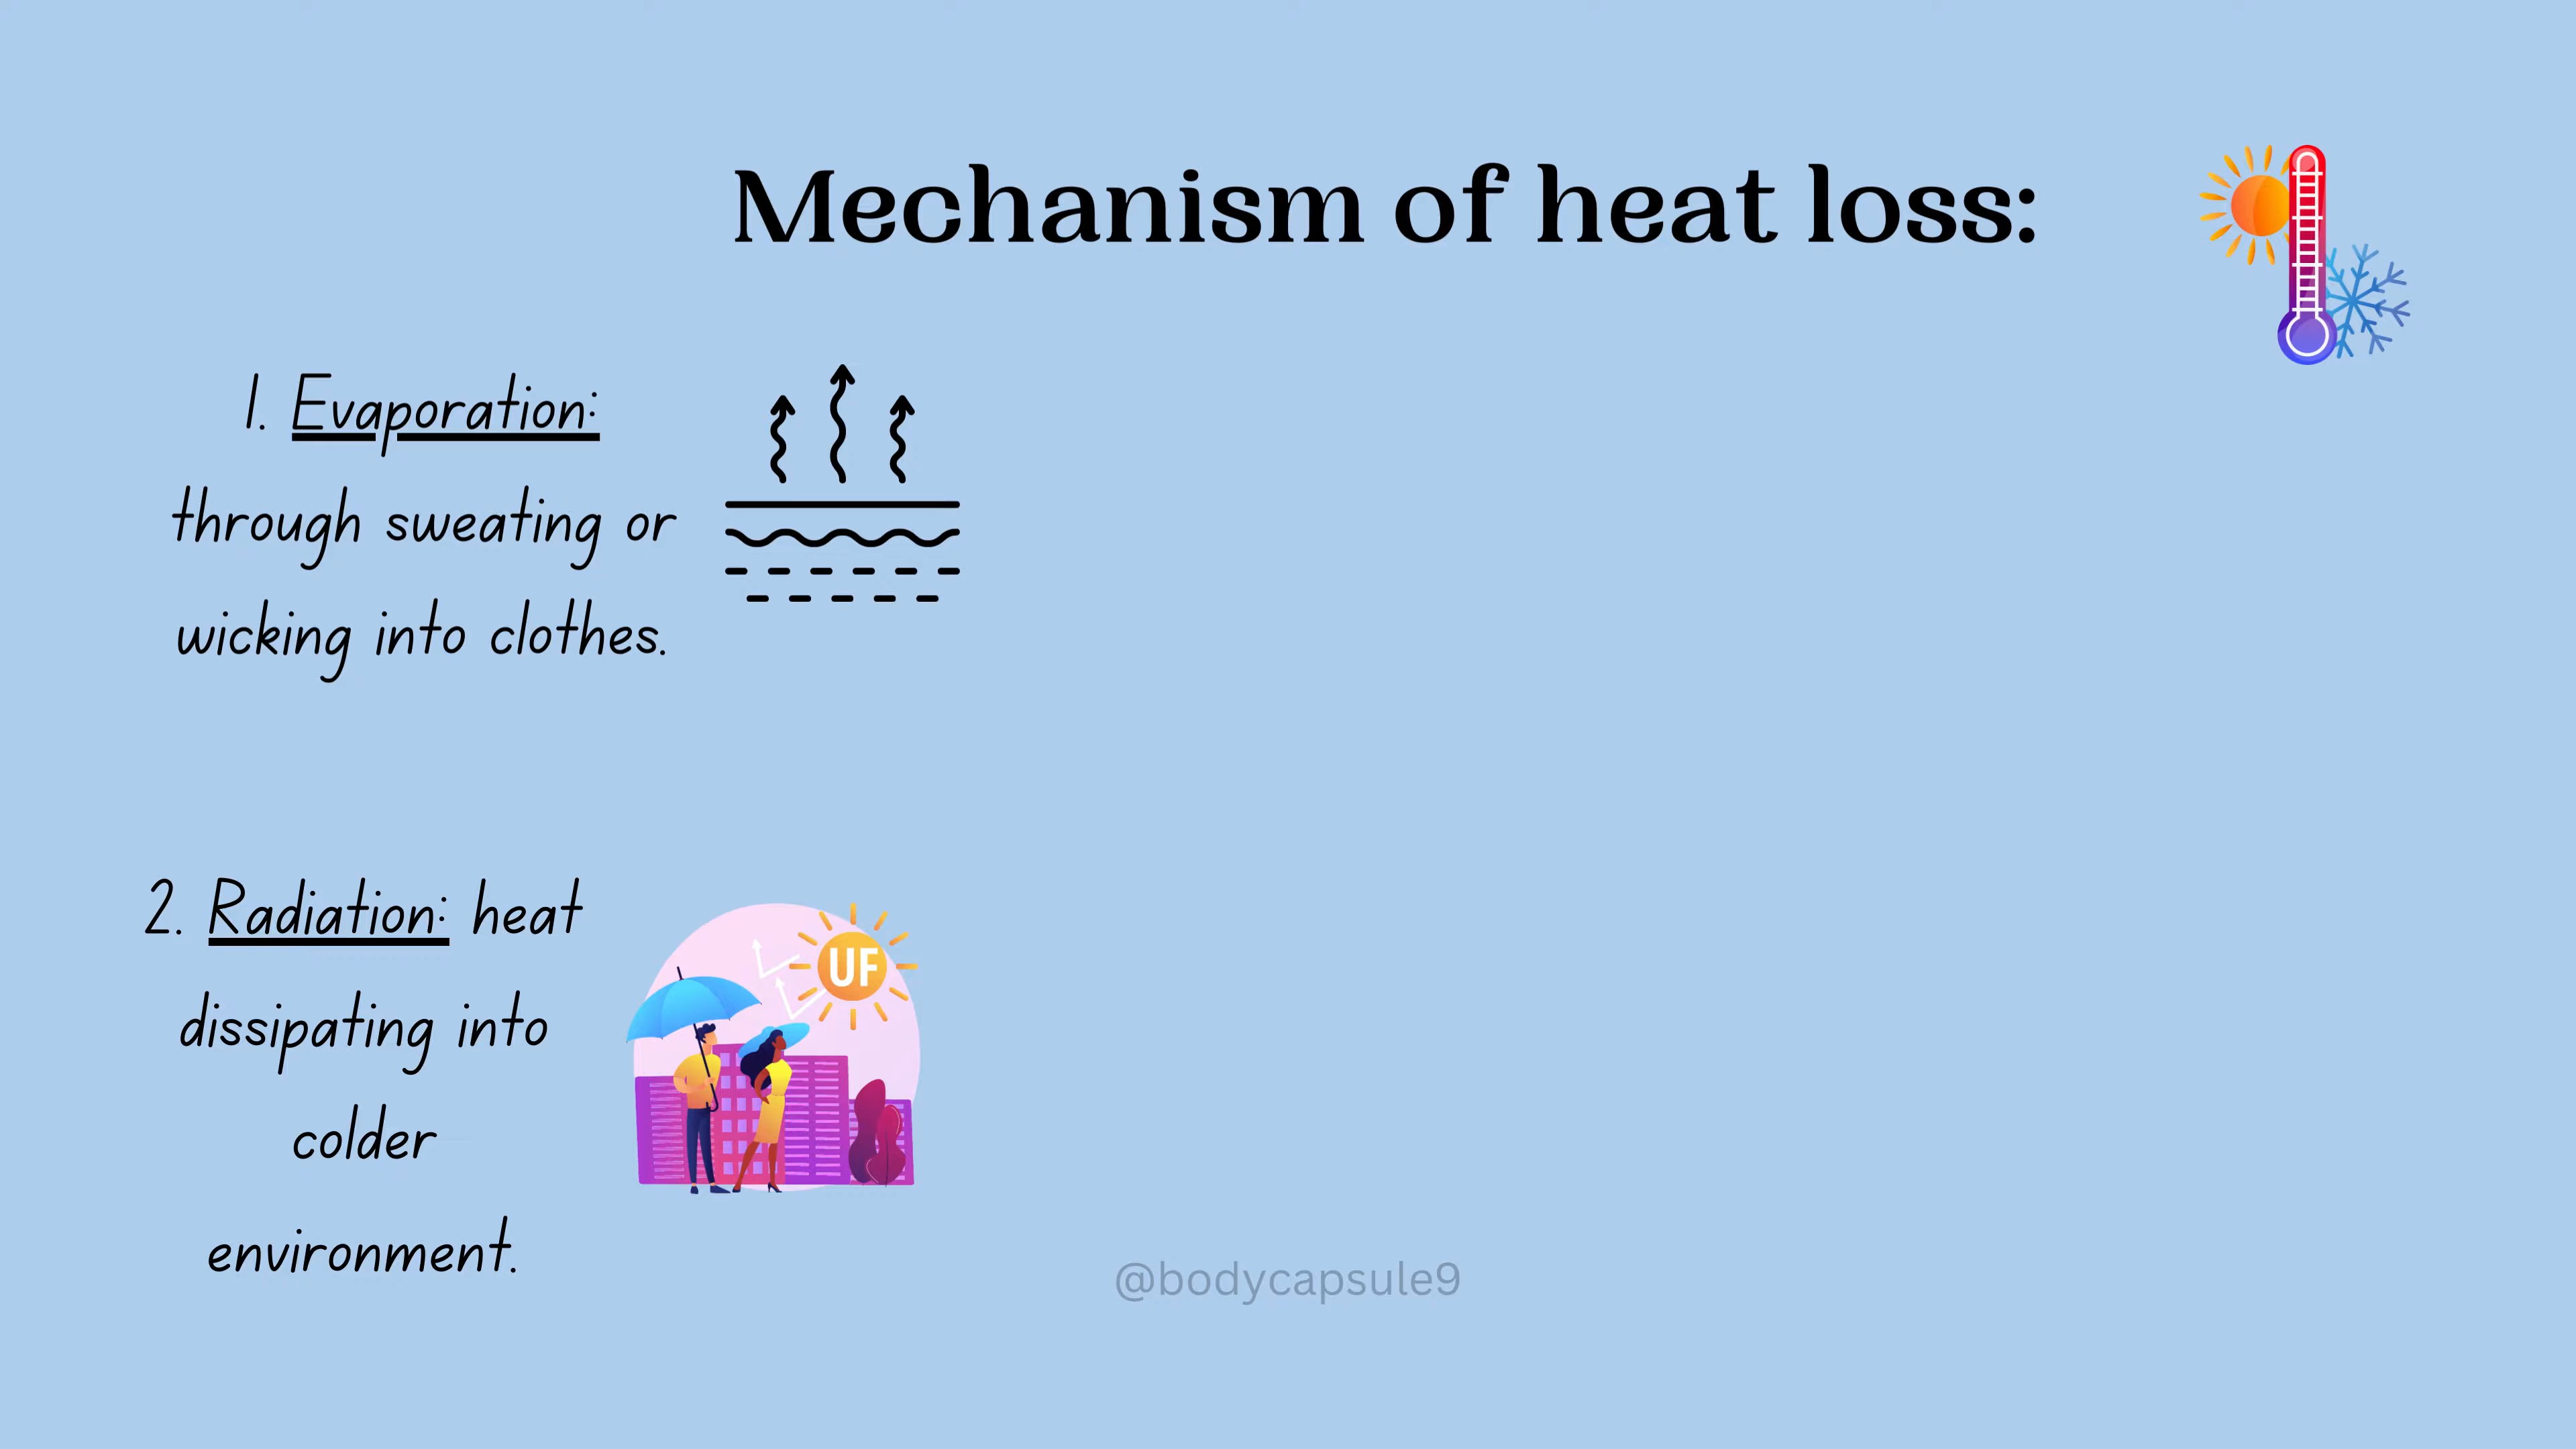 Mechanism of heat loss:
1. Evaporation:
through sweating or
wicking into clothes.
2. Radiation: heat
dissipating into
colder
environment.
UF
@bodycapsule9